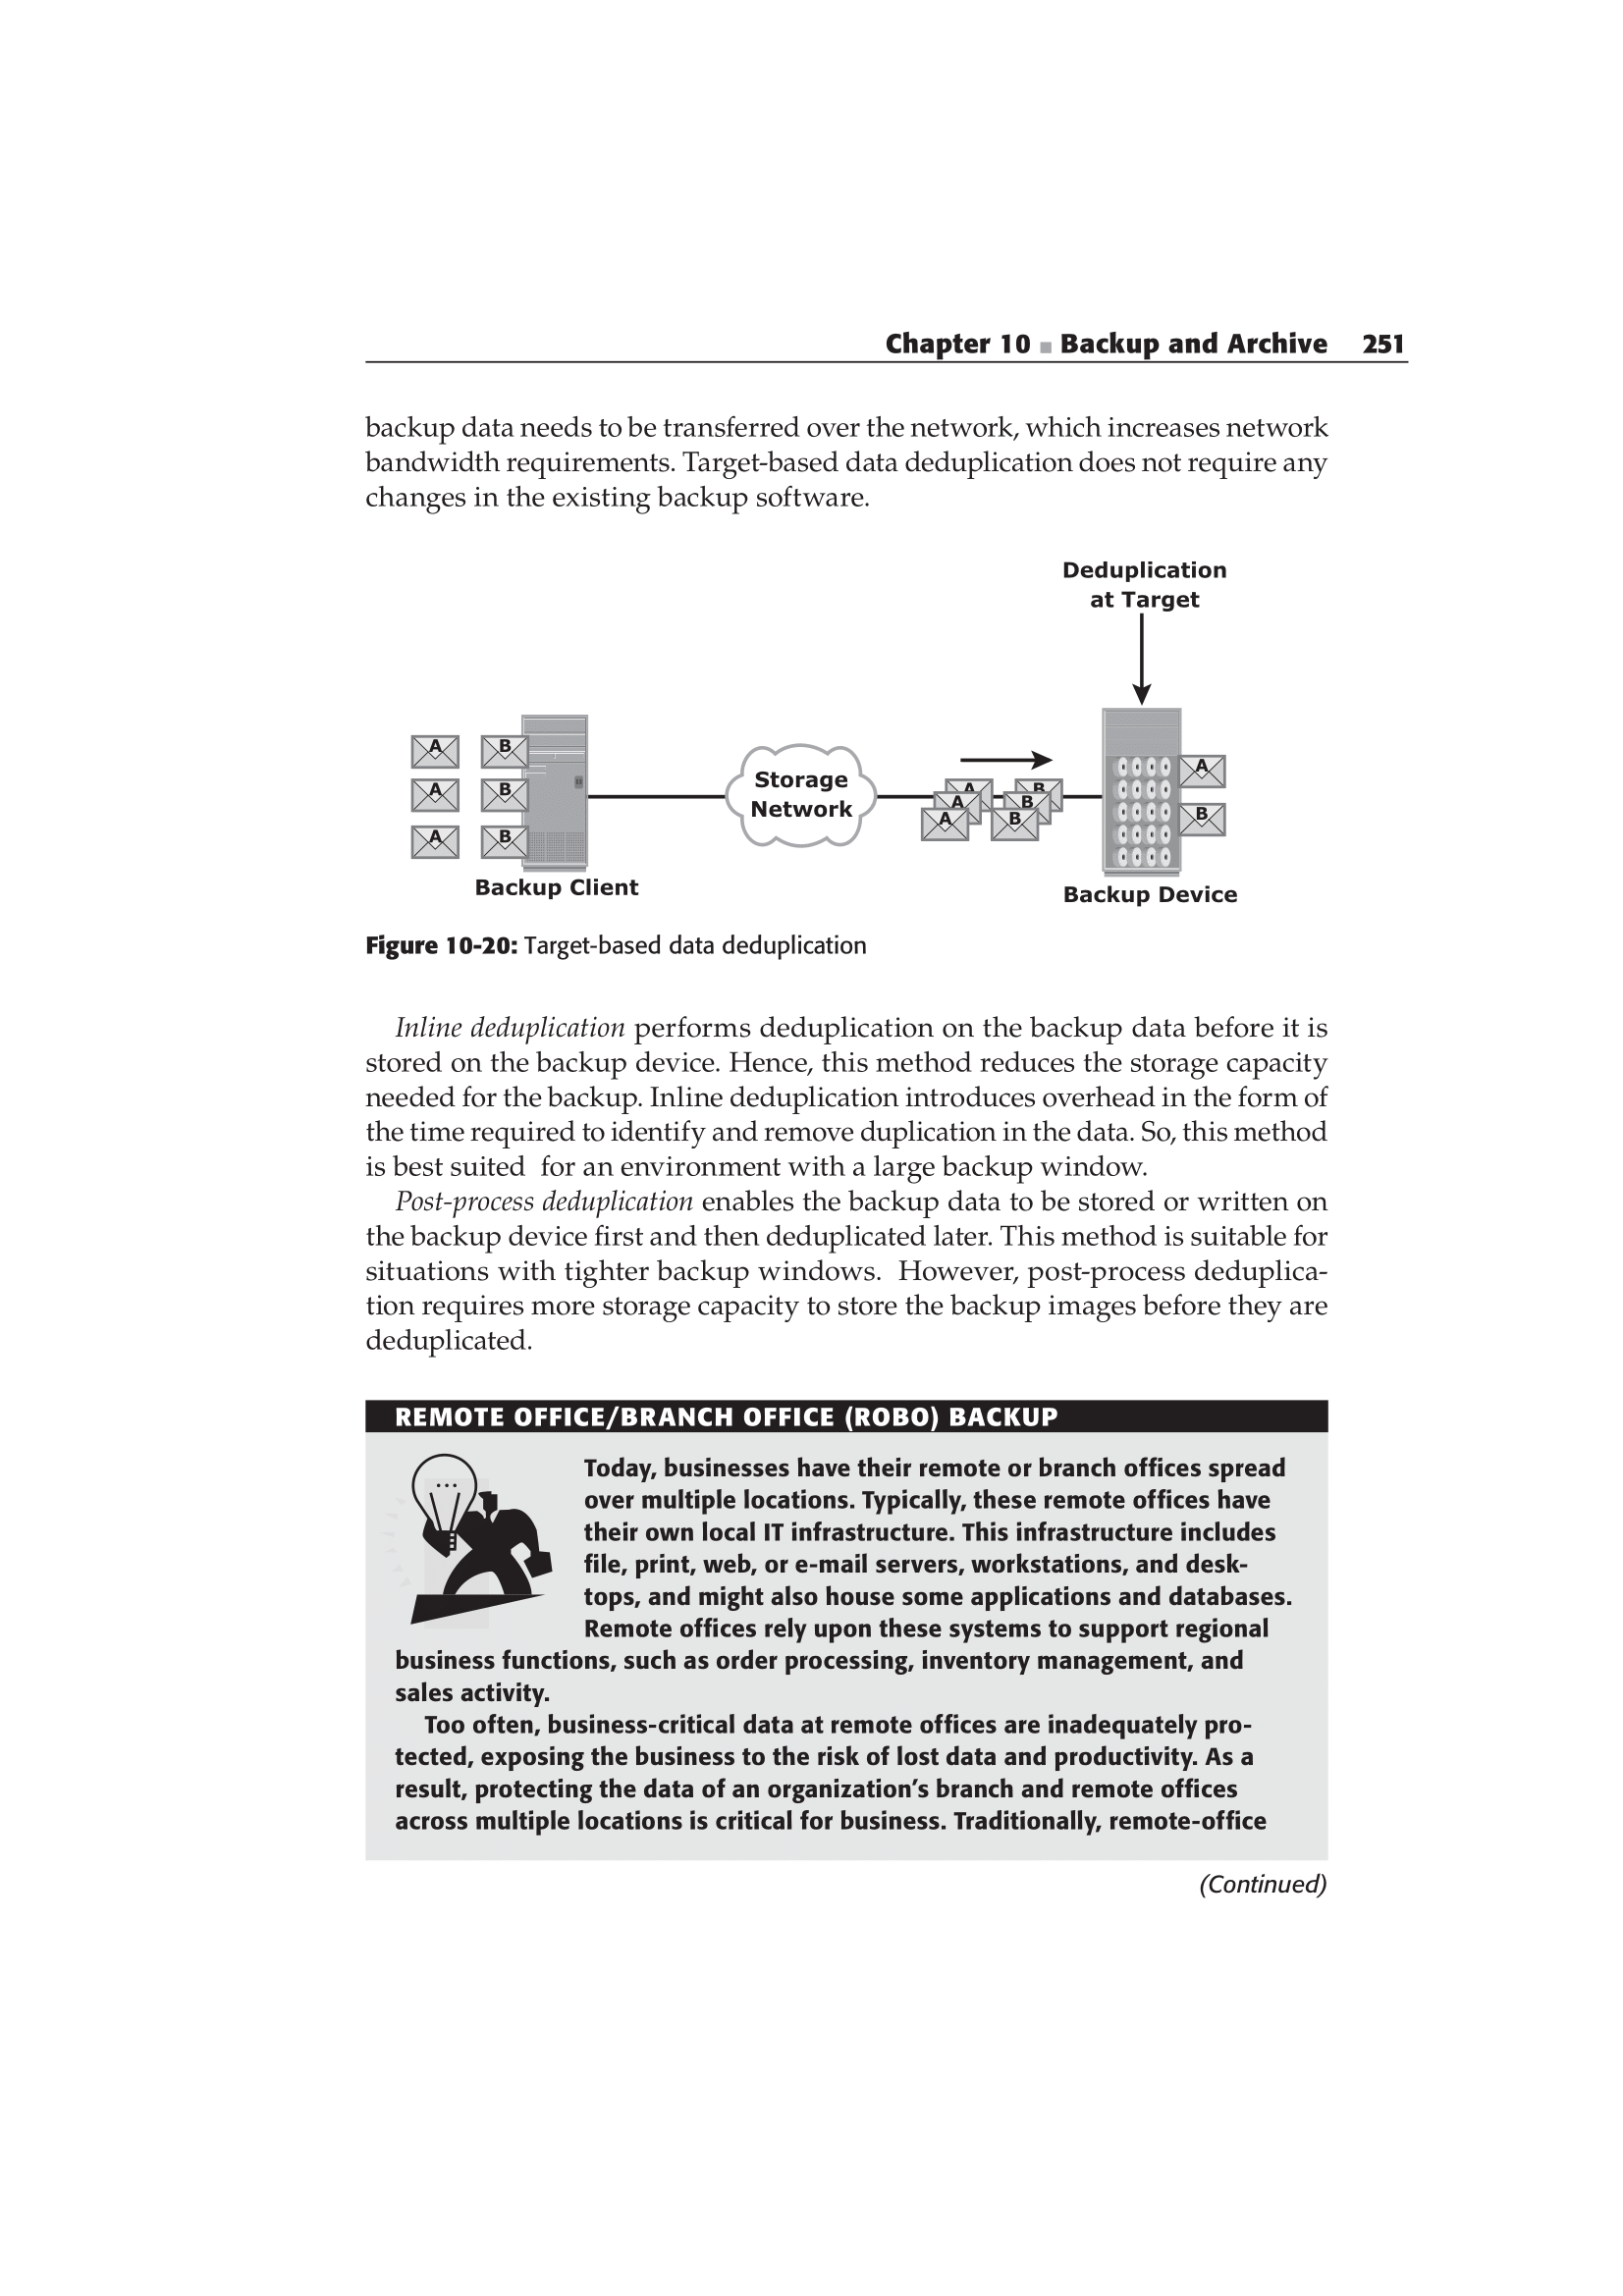 Chapter 10 ■ Backup and Archive 251
backup data needs to be transferred over the network, which increases network
bandwidth requirements. Target-based data deduplication does not require any
changes in the existing backup software.
Deduplication
at Target
A B
A B
A B
Backup Client
Storage
Network
A B
A B
A B
A
B
Backup Device
Figure 10-20: Target-based data deduplication
Inline deduplication performs deduplication on the backup data before it is
stored on the backup device. Hence, this method reduces the storage capacity
needed for the backup. Inline deduplication introduces overhead in the form of
the time required to identify and remove duplication in the data. So, this method
is best suited for an environment with a large backup window.
Post-process deduplication enables the backup data to be stored or written on
the backup device first and then deduplicated later. This method is suitable for
situations with tighter backup windows. However, post-process deduplica-
tion requires more storage capacity to store the backup images before they are
deduplicated.
REMOTE OFFICE/BRANCH OFFICE (ROBO) BACKUP
Today, businesses have their remote or branch offices spread
over multiple locations. Typically, these remote offices have
their own local IT infrastructure. This infrastructure includes
file, print, web, or e-mail servers, workstations, and desk-
tops, and might also house some applications and databases.
Remote offices rely upon these systems to support regional
business functions, such as order processing, inventory management, and
sales activity.
Too often, business-critical data at remote offices are inadequately pro-
tected, exposing the business to the risk of lost data and productivity. As a
result, protecting the data of an organization’s branch and remote offices
across multiple locations is critical for business. Traditionally, remote-office
(Continued)